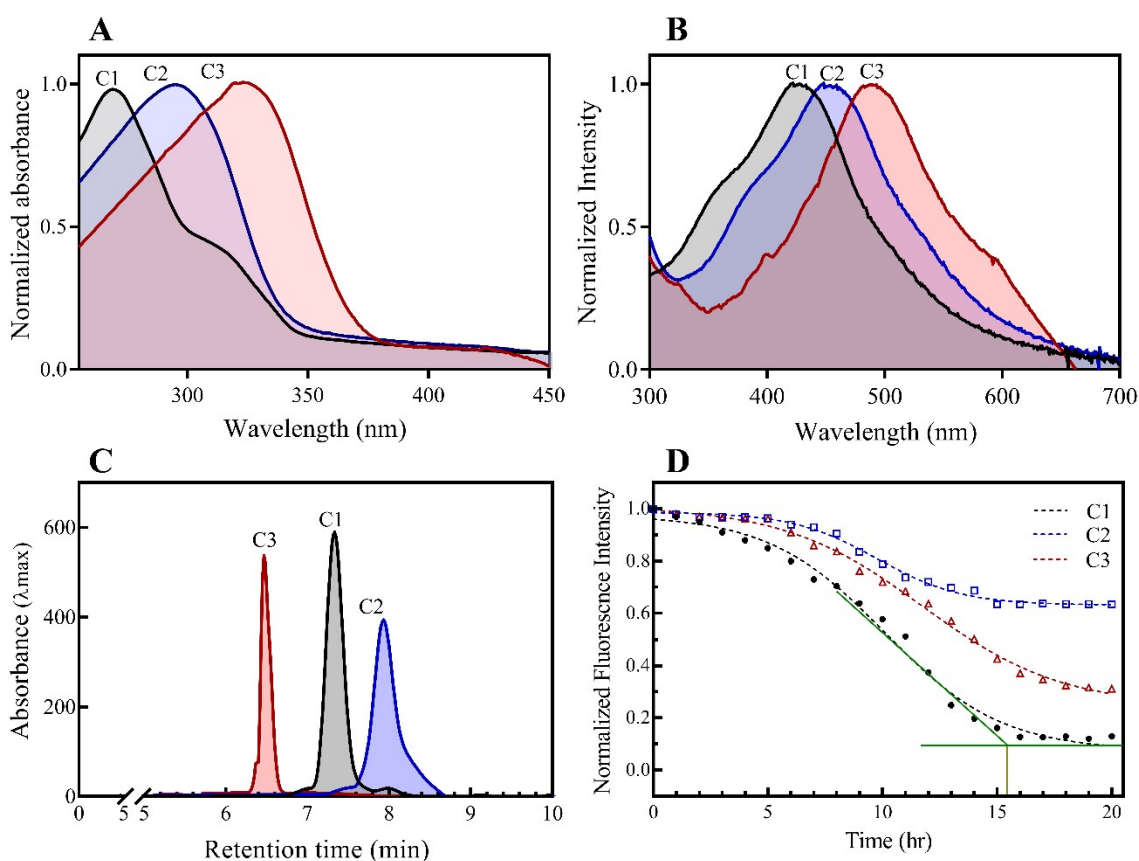 A
C1
C2
C3
Normalized absorbance
1.0
0.5
0.0
300
350
400
450
Wavelength (nm)
B
C1
C2
C3
Normalized Intensity
1.0
0.5
0.0
300
400
500
600
700
Wavelength (nm)
C
C3
C1
C2
Absorbance (λmax)
600
400
200
0
0
5
5
6
7
8
9
10
Retention time (min)
D
C1
C2
C3
Normalized Fluoresence Intensity
1.0
0.8
0.6
0.4
0.2
0.0
0
5
10
15
20
Time (hr)